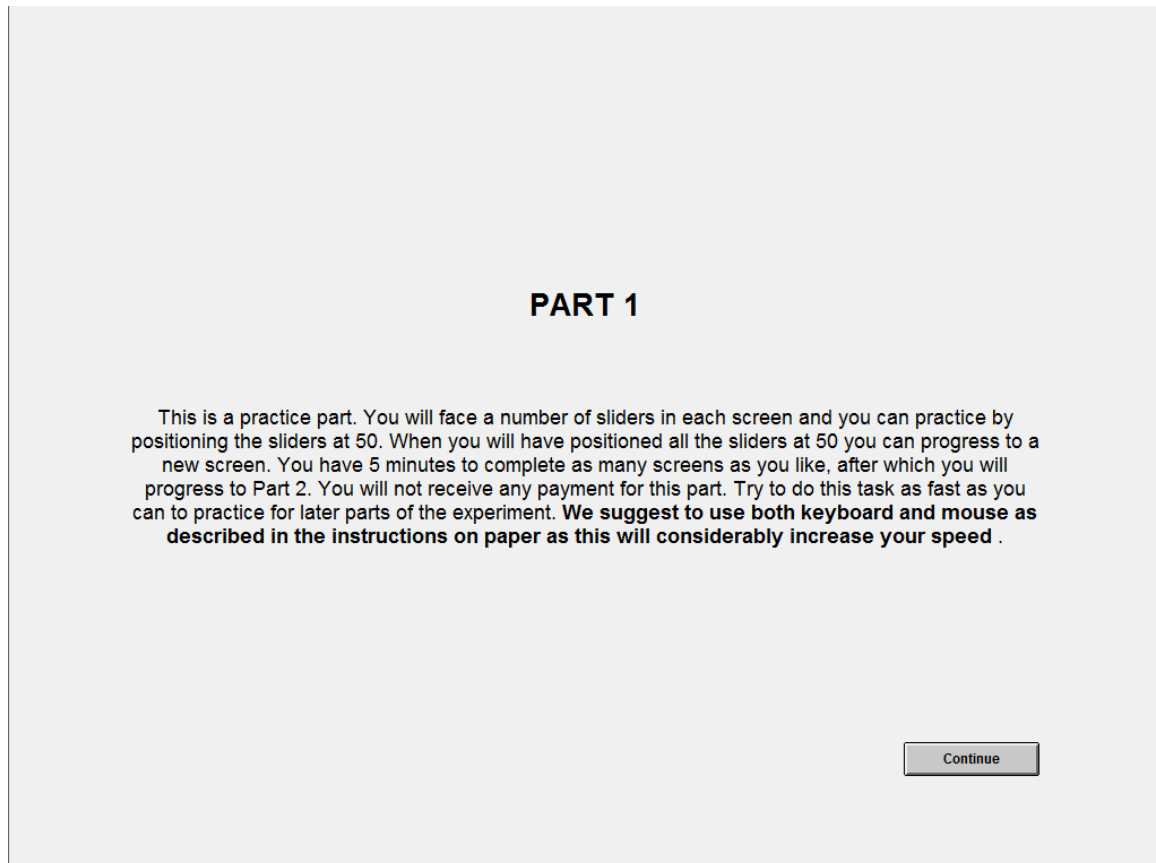 PART 1
This is a practice part. You will face a number of sliders in each screen and you can practice by
positioning the sliders at 50. When you will have positioned all the sliders at 50 you can progress to a
new screen. You have 5 minutes to complete as many screens as you like, after which you will
progress to Part 2. You will not receive any payment for this part. Try to do this task as fast as you
can to practice for later parts of the experiment. We suggest to use both keyboard and mouse as
described in the instructions on paper as this will considerably increase your speed .
Continue